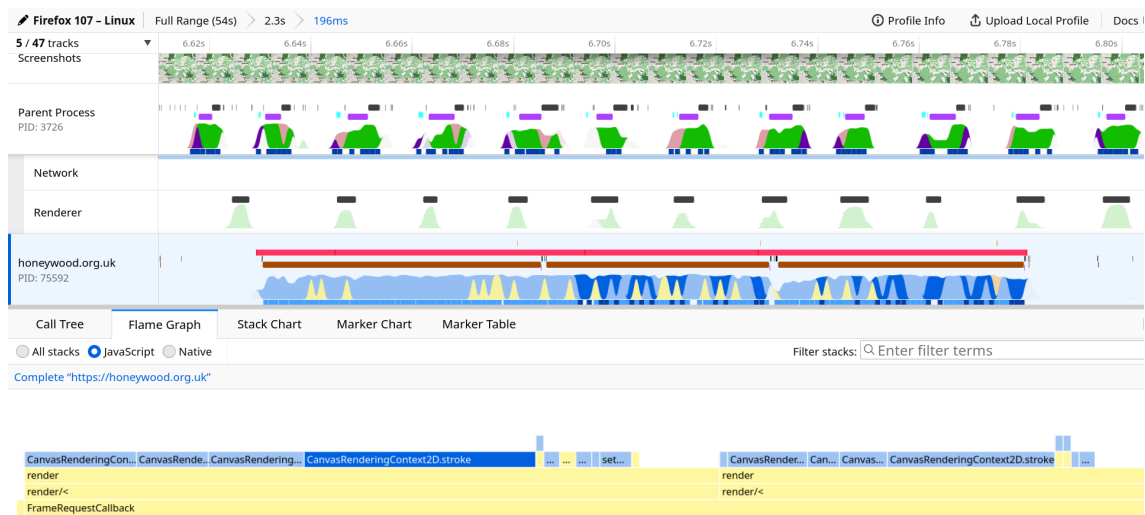 Firefox 107 – Linux Full Range (54s) 2.3s 196ms Profile Info Upload Local Profile Docs
5 / 47 tracks 6.62s 6.64s 6.66s 6.68s 6.70s 6.72s 6.74s 6.76s 6.78s 6.80s
Screenshots
Parent Process
PID: 3726
Network
Renderer
honeywood.org.uk
PID: 75592
Call Tree Flame Graph Stack Chart Marker Chart Marker Table
All stacks JavaScript Native Filter stacks: Enter filter terms
Complete “https://honeywood.org.uk”
CanvasRenderingCon... CanvasRende... CanvasRendering... CanvasRenderingContext2D.stroke ... ... ... set... CanvasRender... Can... Canvas... CanvasRenderingContext2D.stroke ...
render render
render/< render/<
FrameRequestCallback